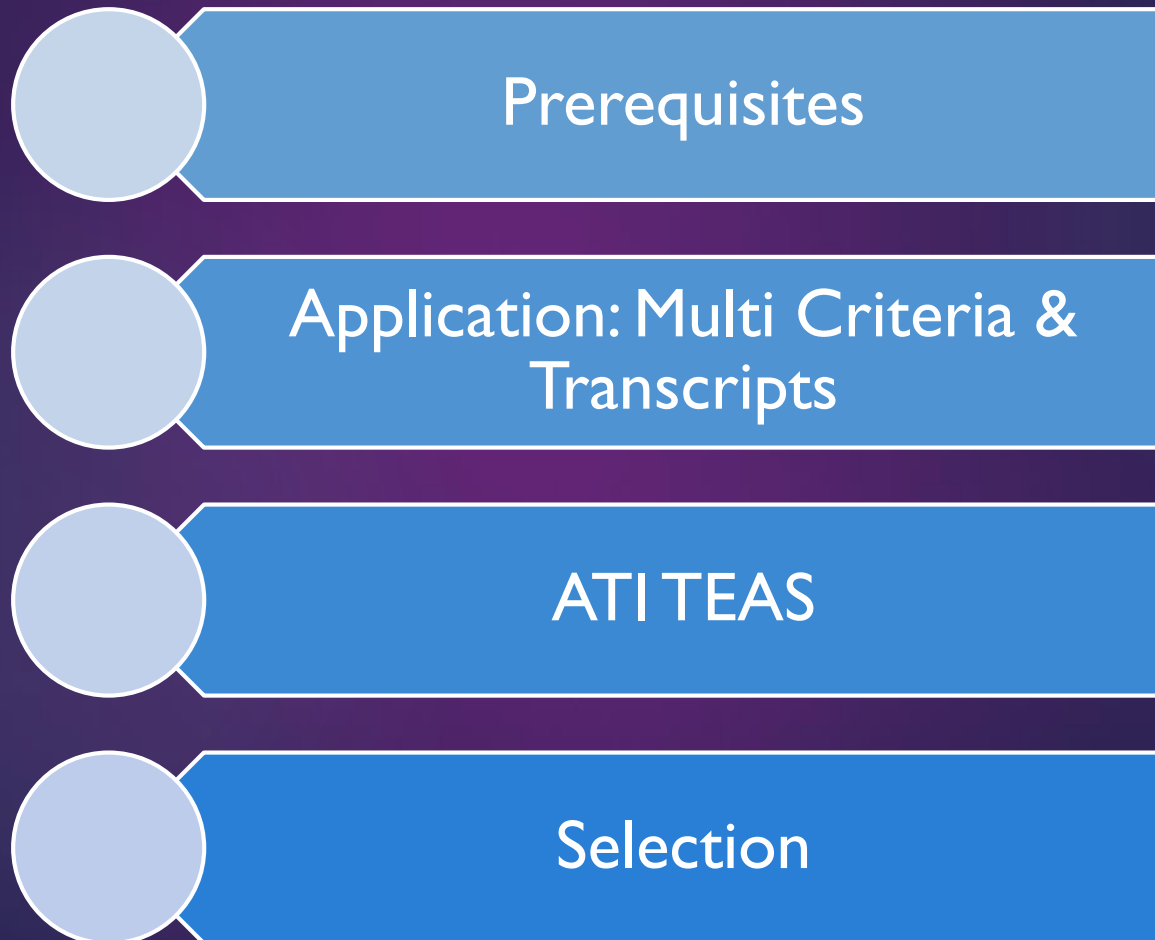 Prerequisites
Application: Multi Criteria &
Transcripts
ATI TEAS
Selection